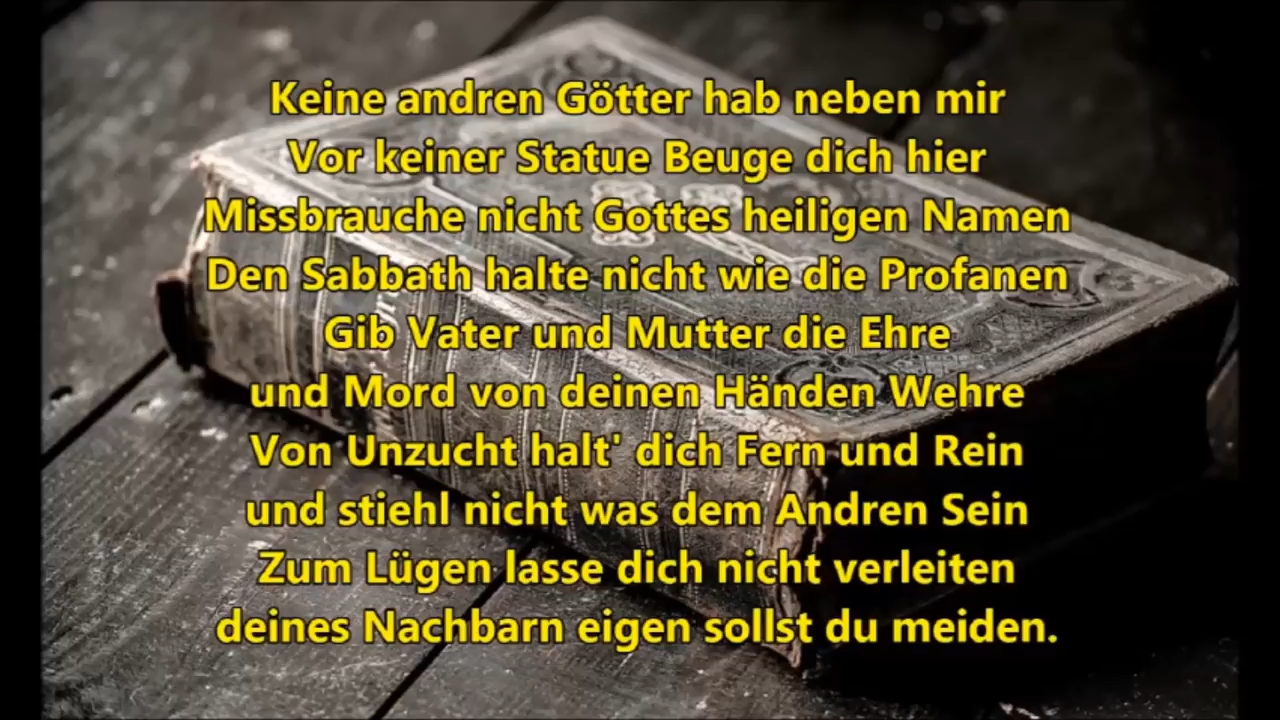 Keine andren Götter hab neben mir
Vor keiner Statue Beuge dich hier
Missbrauche nicht Gottes heiligen Namen
Den Sabbath halte nicht wie die Profanen
Gib Vater und Mutter die Ehre
und Mord von deinen Händen Wehre
Von Unzucht halt' dich Fern und Rein
und stiehl nicht was dem Andren Sein
Zum Lügen lasse dich nicht verleiten
deines Nachbarn eigen sollst du meiden.